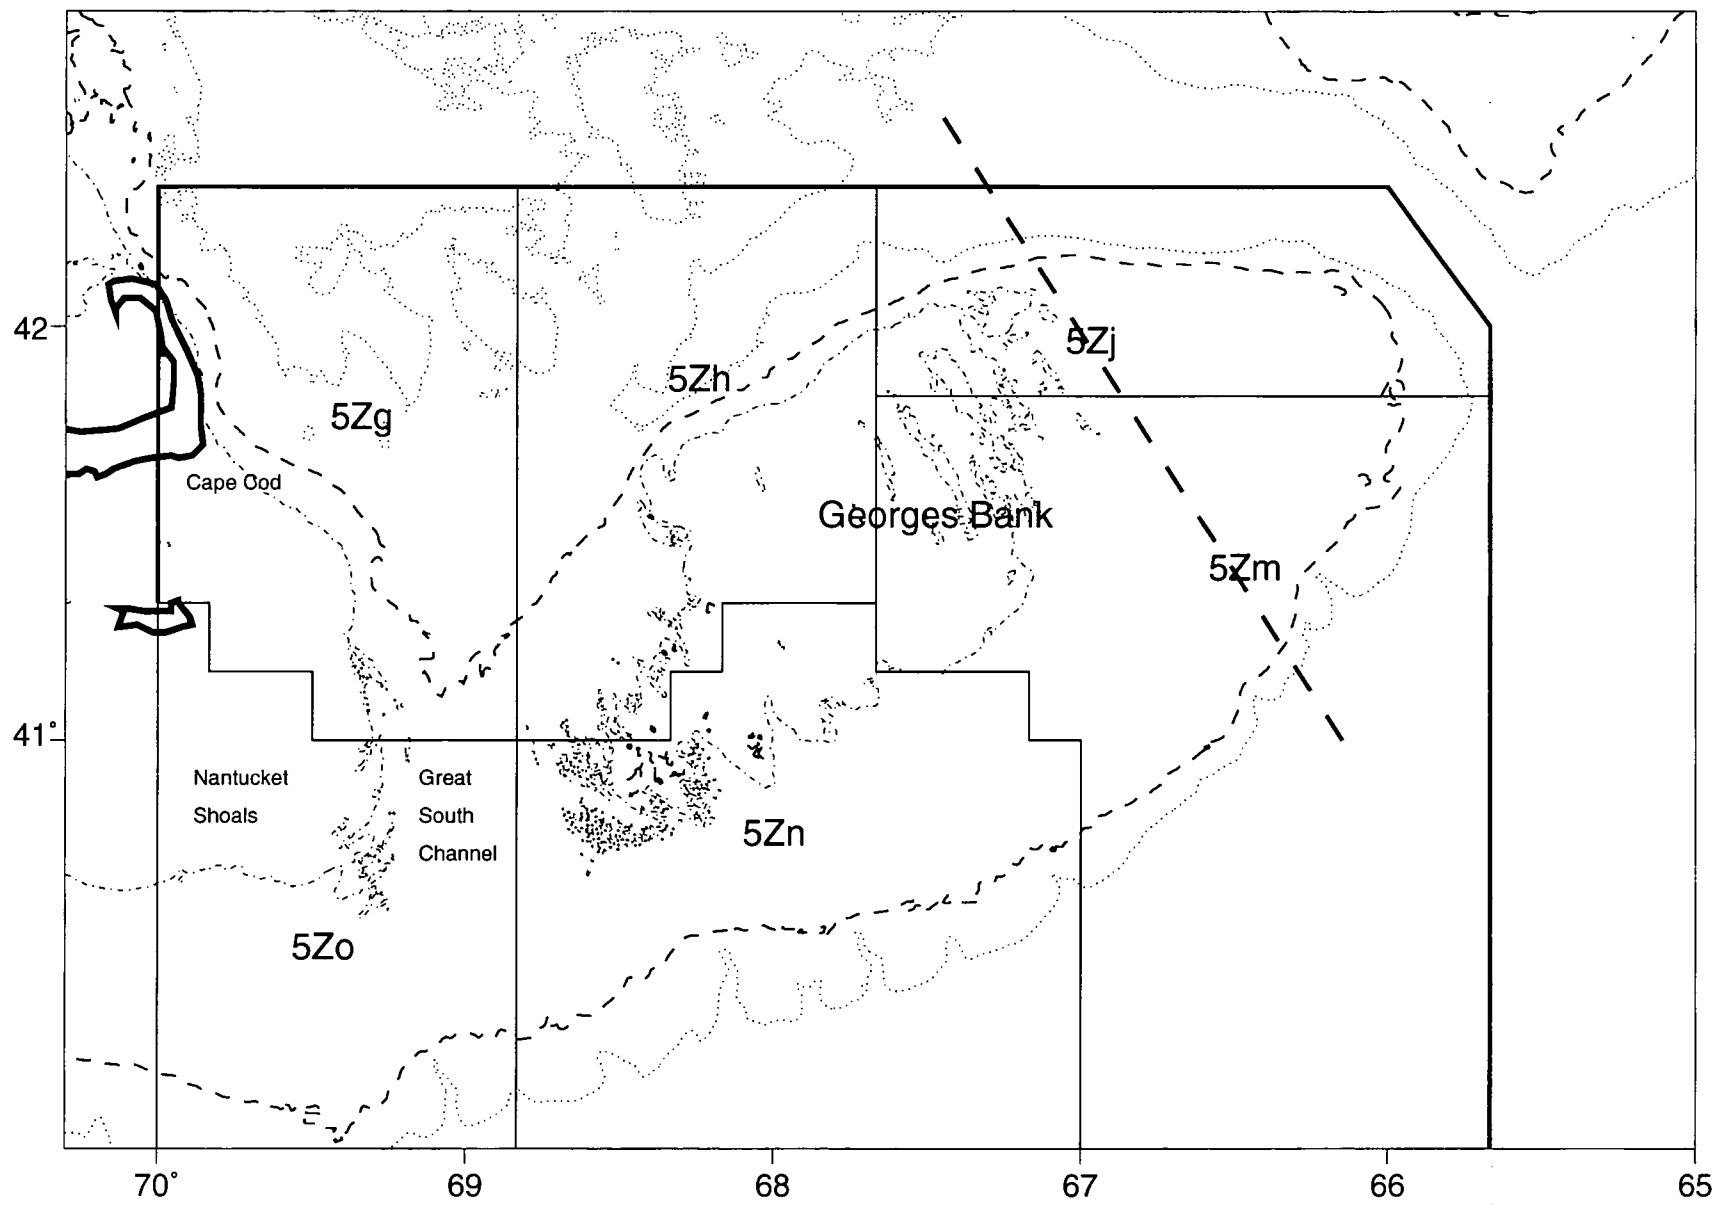 42
5Zj
5Zh
5Zg
Cape Cod
Georges Bank
5Zm
41°
Nantucket
Shoals
Great
South
Channel
5Zn
5Zo
70° 69 68 67 66 65